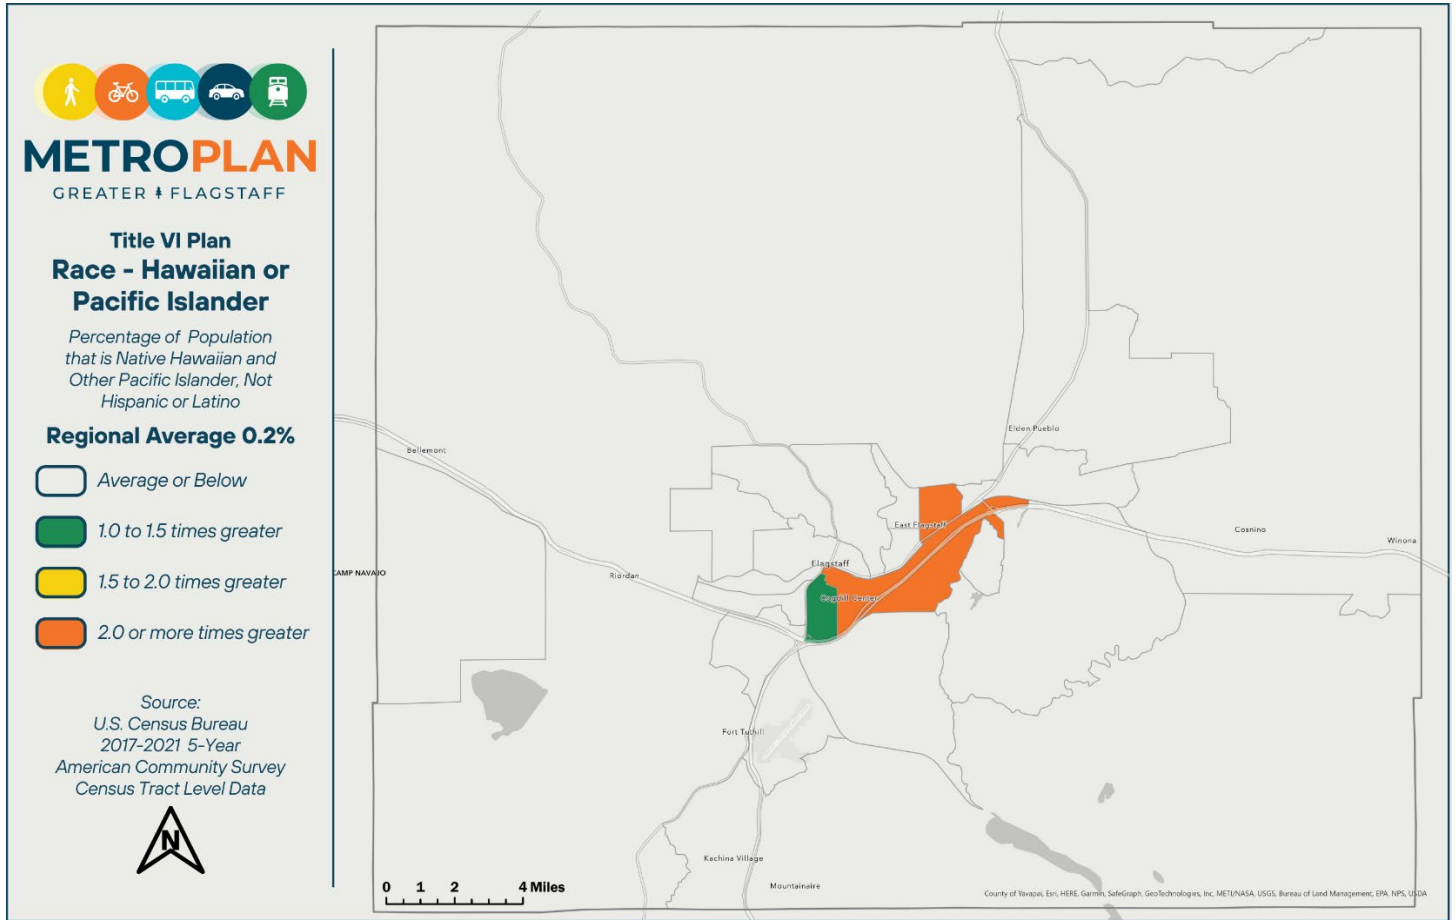 METROPLAN
GREATER FLAGSTAFF
Title VI Plan
Race - Hawaiian or
Pacific Islander
Percentage of Population
that is Native Hawaiian and
Other Pacific Islander, Not
Hispanic or Latino
Regional Average 0.2%
Average or Below
1.0 to 1.5 times greater
1.5 to 2.0 times greater
2.0 or more times greater
Source:
U.S. Census Bureau
2017-2021 5-Year
American Community Survey
Census Tract Level Data
N
Elden Pueblo
Bellemont
East Flagstaff
Cosnino
Winona
Flagstaff
CAMP NAVAJO
Riordan
Cogdill Center
Fort Tuthill
Kachina Village
Mountainaire
0 1 2 4 Miles
County of Yavapai, Esri, HERE, Garmin, SafeGraph, GeoTechnologies, Inc, METI/NASA, USGS, Bureau of Land Management, EPA, NPS, USDA